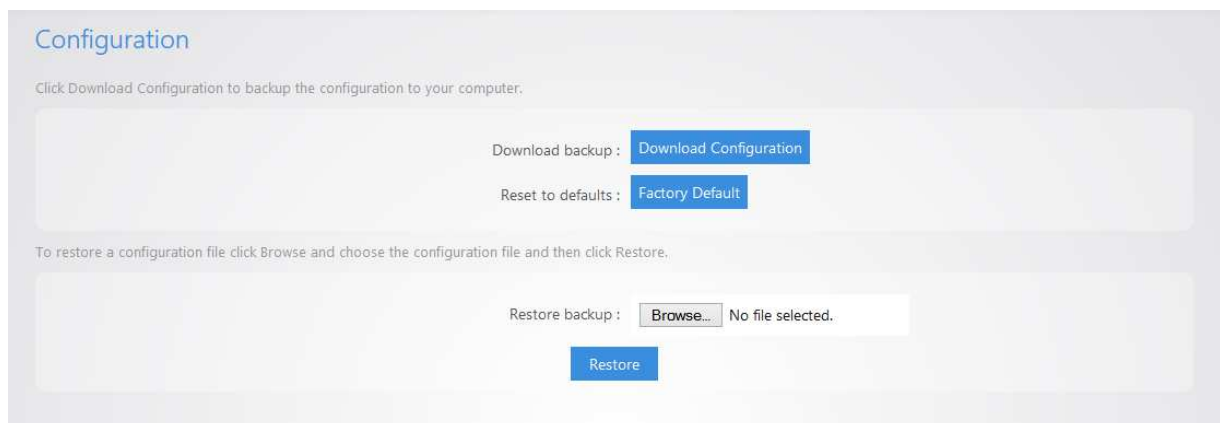 Configuration
Click Download Configuration to backup the configuration to your computer.
Download backup : Download Configuration
Reset to defaults : Factory Default
To restore a configuration file click Browse and choose the configuration file and then click Restore.
Restore backup : Browse... No file selected.
Restore